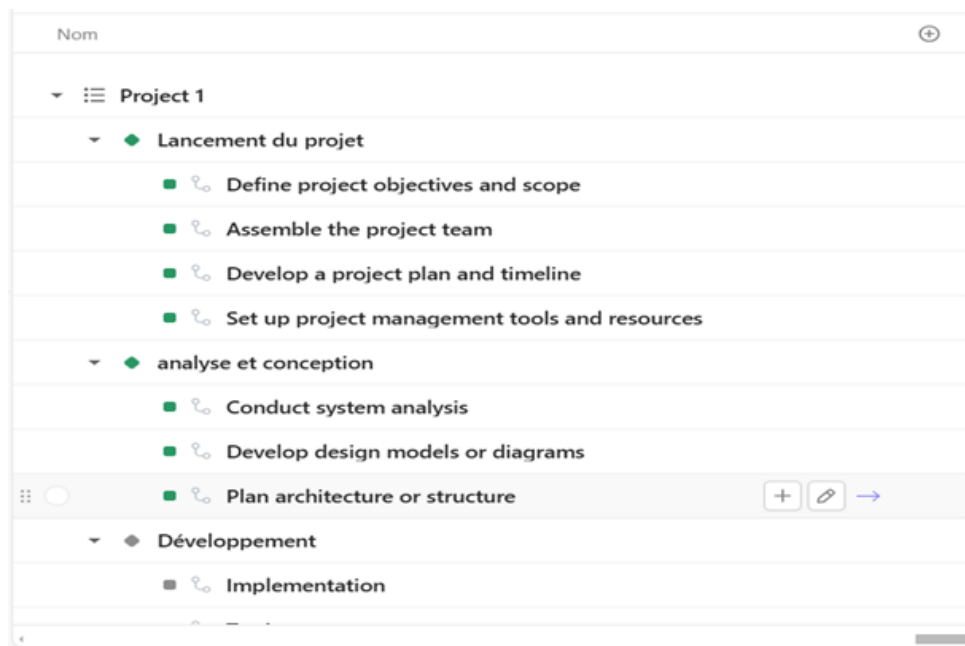 Nom
Project 1
Lancement du projet
Define project objectives and scope
Assemble the project team
Develop a project plan and timeline
Set up project management tools and resources
analyse et conception
Conduct system analysis
Develop design models or diagrams
Plan architecture or structure
Développement
Implementation